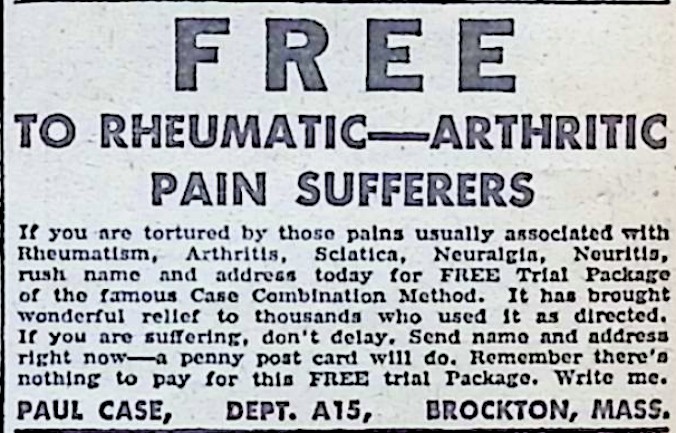 FREE
TO RHEUMATIC—ARTHRITIC
PAIN SUFFERERS
If you are tortured by those pains usually associated with
Rheumatism, Arthritis, Sciatica, Neuralgia, Neuritis,
rush name and address today for FREE Trial Package
of the famous Case Combination Method. It has brought
wonderful relief to thousands who used it as directed.
If you are suffering, don't delay. Send name and address
right now—a penny post card will do. Remember there's
nothing to pay for this FREE trial Package. Write me.
PAUL CASE, DEPT. A15, BROCKTON, MASS.